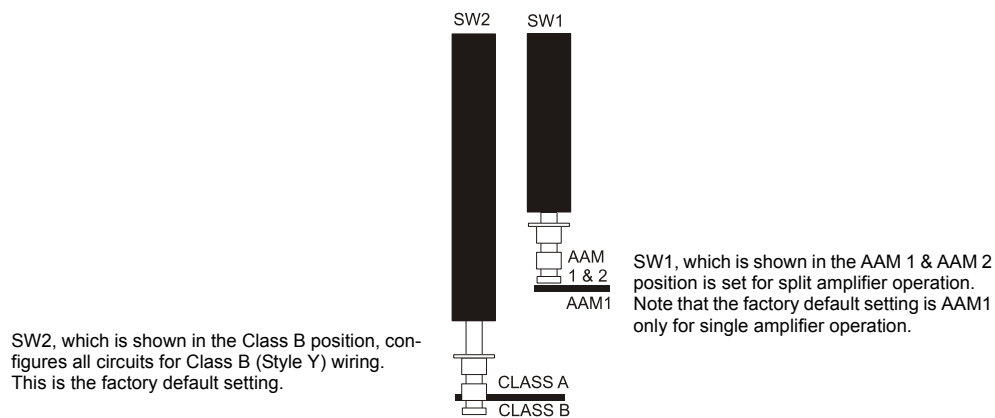 SW2
SW1
AAM
1 & 2
AAM1
SW1, which is shown in the AAM 1 & AAM 2
position is set for split amplifier operation.
Note that the factory default setting is AAM1
only for single amplifier operation.
SW2, which is shown in the Class B position, con-
figures all circuits for Class B (Style Y) wiring.
This is the factory default setting.
CLASS A
CLASS B